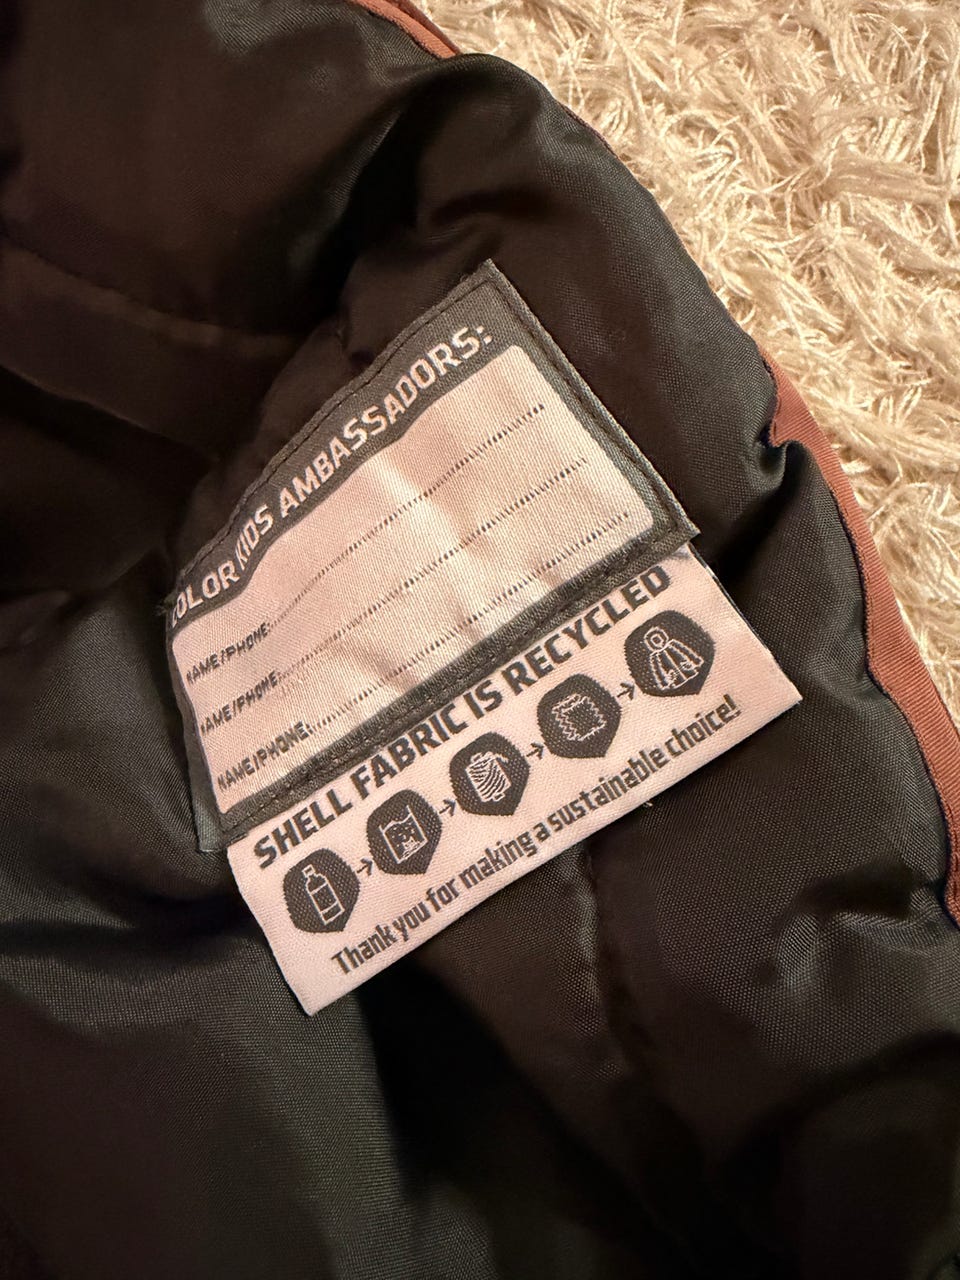 COLOR KIDS AMBASSADORS:
NAME/PHONE:
NAME/PHONE:
NAME/PHONE:
SHELL FABRIC IS RECYCLED
Thank you for making a sustainable choice!